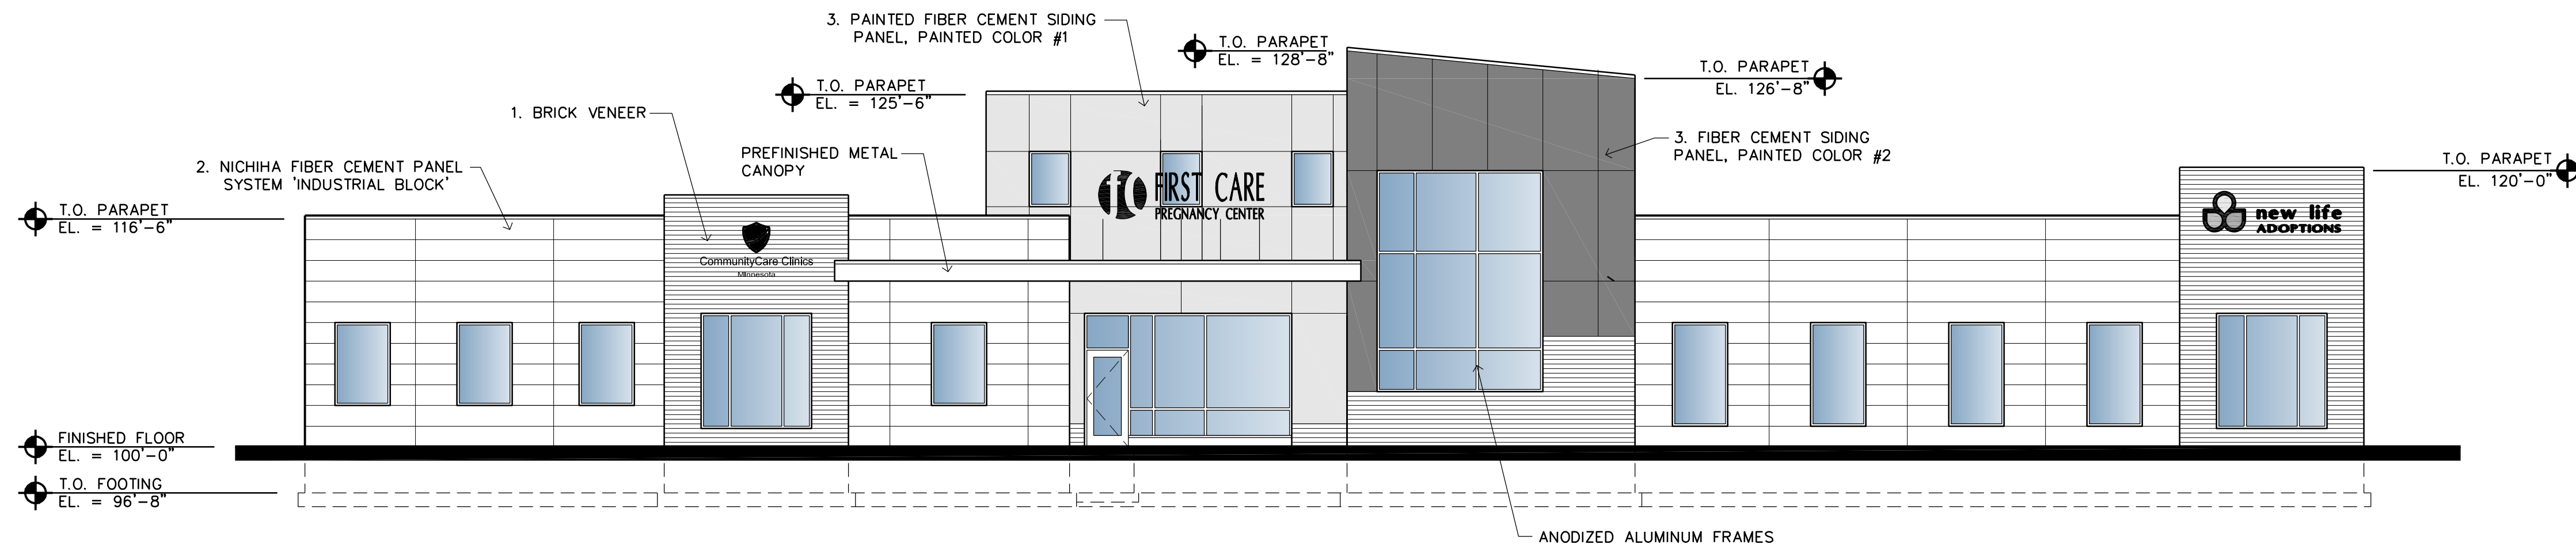 3. PAINTED FIBER CEMENT SIDING
PANEL, PAINTED COLOR #1
T.O. PARAPET
EL. = 128'-8"
T.O. PARAPET
EL. 126'-8"
T.O. PARAPET
EL. = 125'-6"
1. BRICK VENEER
3. FIBER CEMENT SIDING
PANEL, PAINTED COLOR #2
PREFINISHED METAL
CANOPY
2. NICHIHA FIBER CEMENT PANEL
SYSTEM 'INDUSTRIAL BLOCK'
T.O. PARAPET
EL. 120'-0"
T.O. PARAPET
EL. = 116'-6"
fc
FIRST CARE
PREGNANCY CENTER
new life
ADOPTIONS
CommunityCare Clinics
Minnesota
FINISHED FLOOR
EL. = 100'-0"
T.O. FOOTING
EL. = 96'-8"
ANODIZED ALUMINUM FRAMES